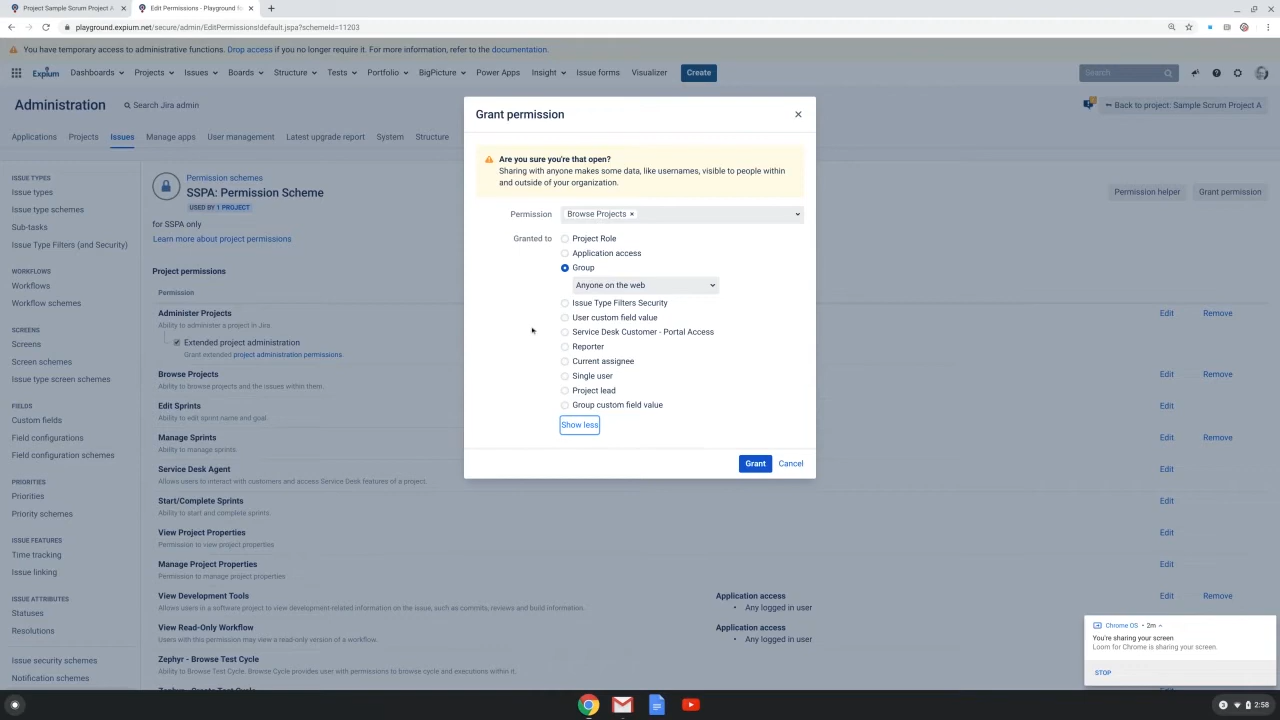 Project Sample Scrum Project A
Edit Permissions - Playground fo
playground.expium.net/secure/admin/EditPermissions!default.jspa?schemeId=11203
You have temporary access to administrative functions. Drop access if you no longer require it. For more information, refer to the documentation.
Expium
Dashboards
Projects
Issues
Boards
Structure
Tests
Portfolio
BigPicture
Power Apps
Insight
Issue forms
Visualizer
Create
Search
Administration
Search Jira admin
Back to project: Sample Scrum Project A
Applications
Projects
Issues
Manage apps
User management
Latest upgrade report
System
Structure
ISSUE TYPES
Issue types
Issue type schemes
Sub-tasks
Issue Type Filters (and Security)
WORKFLOWS
Workflows
Workflow schemes
SCREENS
Screens
Screen schemes
Issue type screen schemes
FIELDS
Custom fields
Field configurations
Field configuration schemes
PRIORITIES
Priorities
Priority schemes
ISSUE FEATURES
Time tracking
Issue linking
ISSUE ATTRIBUTES
Statuses
Resolutions
Issue security schemes
Notification schemes
Permission schemes
SSPA: Permission Scheme
USED BY 1 PROJECT
for SSPA only
Learn more about project permissions
Permission helper
Grant permission
Project permissions
Permission
Administer Projects
Ability to administer a project in Jira.
Extended project administration
Grant extended project administration permissions.
Edit
Remove
Browse Projects
Ability to browse projects and the issues within them.
Edit
Remove
Edit Sprints
Ability to edit sprint name and goal.
Edit
Manage Sprints
Ability to manage sprints.
Edit
Remove
Service Desk Agent
Allows users to interact with customers and access Service Desk features of a project.
Edit
Start/Complete Sprints
Ability to start and complete sprints.
Edit
View Project Properties
Permission to view project properties
Edit
Manage Project Properties
Permission to manage project properties
Edit
View Development Tools
Allows users in a software project to view development-related information on the issue, such as commits, reviews and build information.
Application access
• Any logged in user
Edit
Remove
View Read-Only Workflow
Users with this permission may view a read-only version of a workflow.
Application access
• Any logged in user
Zephyr - Browse Test Cycle
Ability to Browse Test Cycle. Browse Cycle provides user with permissions to browse cycle and executions within it.
Grant permission
Are you sure you're that open?
Sharing with anyone makes some data, like usernames, visible to people within
and outside of your organization.
Permission
Browse Projects ×
Granted to
Project Role
Application access
Group
Anyone on the web
Issue Type Filters Security
User custom field value
Service Desk Customer - Portal Access
Reporter
Current assignee
Single user
Project lead
Group custom field value
Show less
Grant
Cancel
Chrome OS • 2m
You're sharing your screen
Loom for Chrome is sharing your screen.
STOP
3
2:58